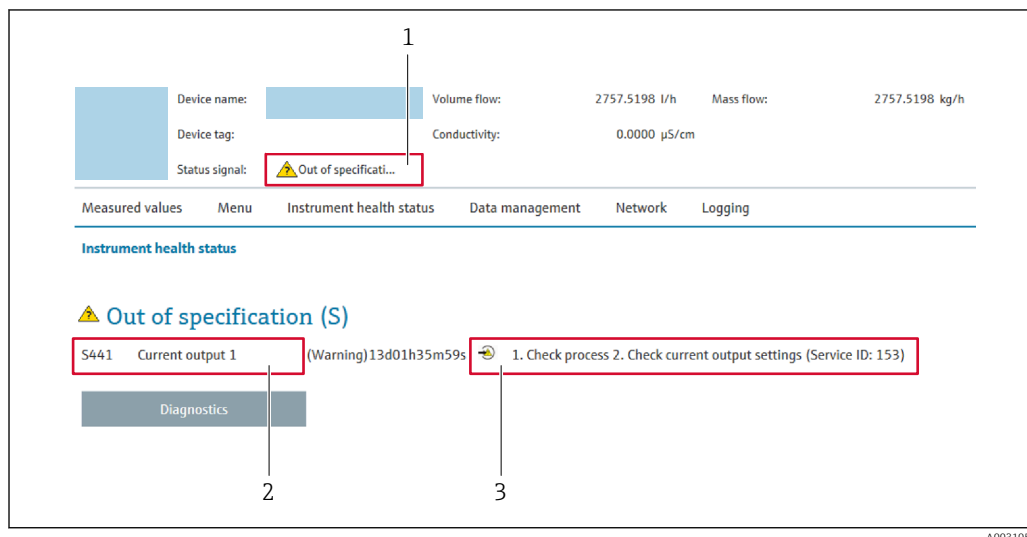 1
Device name: Volume flow: 2757.5198 l/h Mass flow: 2757.5198 kg/h
Device tag: Conductivity: 0.0000 µS/cm
Status signal: Out of specificati...
Measured values Menu Instrument health status Data management Network Logging
Instrument health status
Out of specification (S)
S441 Current output 1 (Warning)13d01h35m59s 1. Check process 2. Check current output settings (Service ID: 153)
Diagnostics
2 3